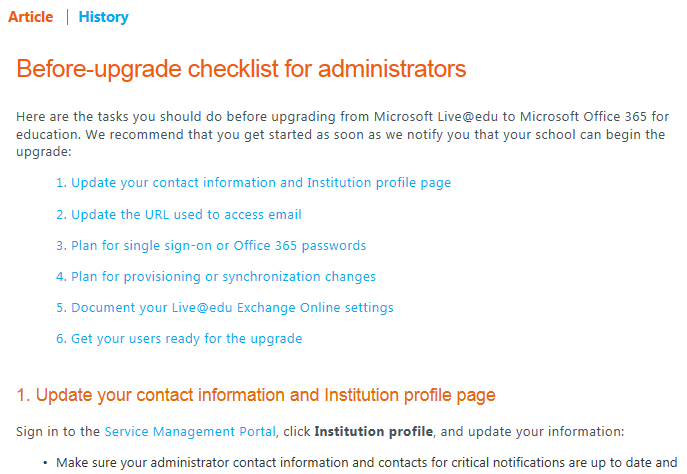 Article | History
Before-upgrade checklist for administrators
Here are the tasks you should do before upgrading from Microsoft Live@edu to Microsoft Office 365 for
education. We recommend that you get started as soon as we notify you that your school can begin the
upgrade:
1. Update your contact information and Institution profile page
2. Update the URL used to access email
3. Plan for single sign-on or Office 365 passwords
4. Plan for provisioning or synchronization changes
5. Document your Live@edu Exchange Online settings
6. Get your users ready for the upgrade
1. Update your contact information and Institution profile page
Sign in to the Service Management Portal, click Institution profile, and update your information:
• Make sure your administrator contact information and contacts for critical notifications are up to date and